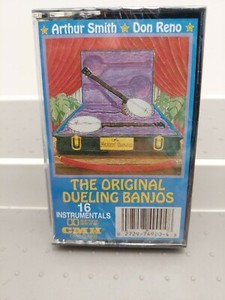 ★ Arthur Smith ★ Don Reno ★
THE ORIGINAL
DUELING BANJOS
16
INSTRUMENTALS
CMH